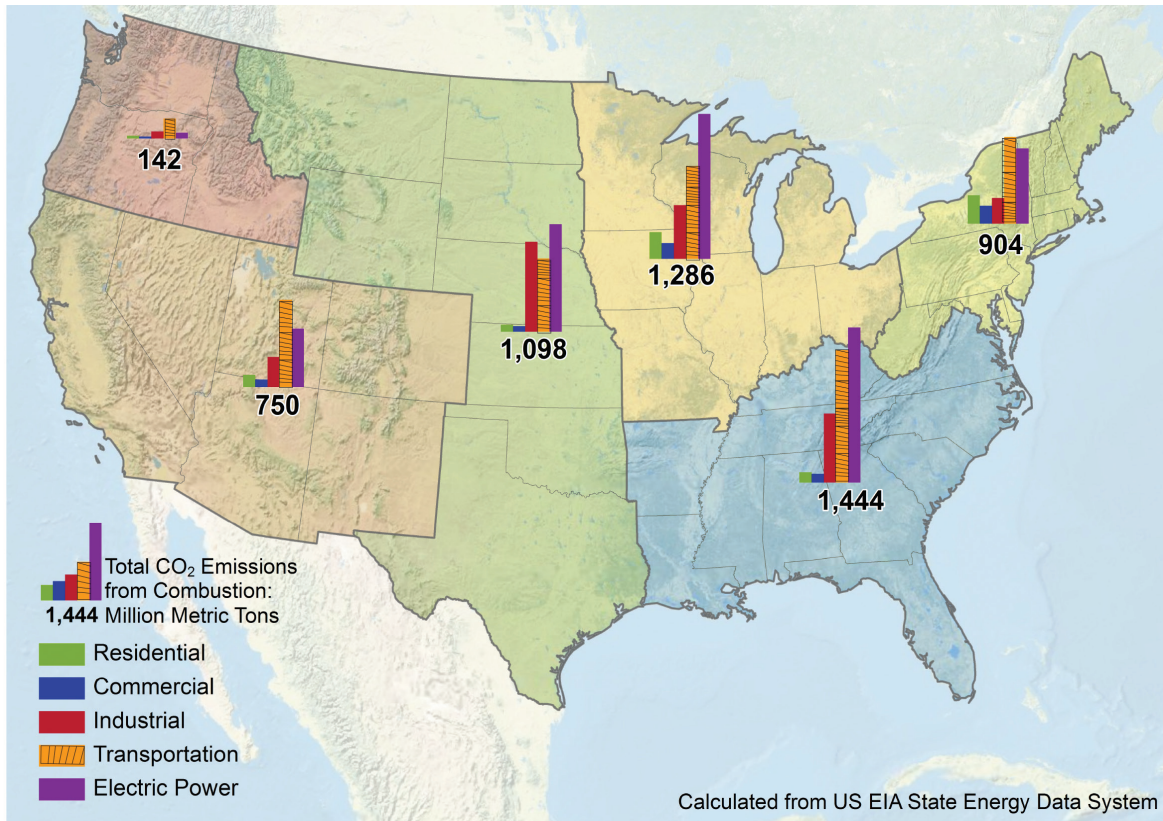 142
904
1,286
1,098
750
1,444
Total CO₂ Emissions
from Combustion:
1,444 Million Metric Tons
Residential
Commercial
Industrial
Transportation
Electric Power
Calculated from US EIA State Energy Data System